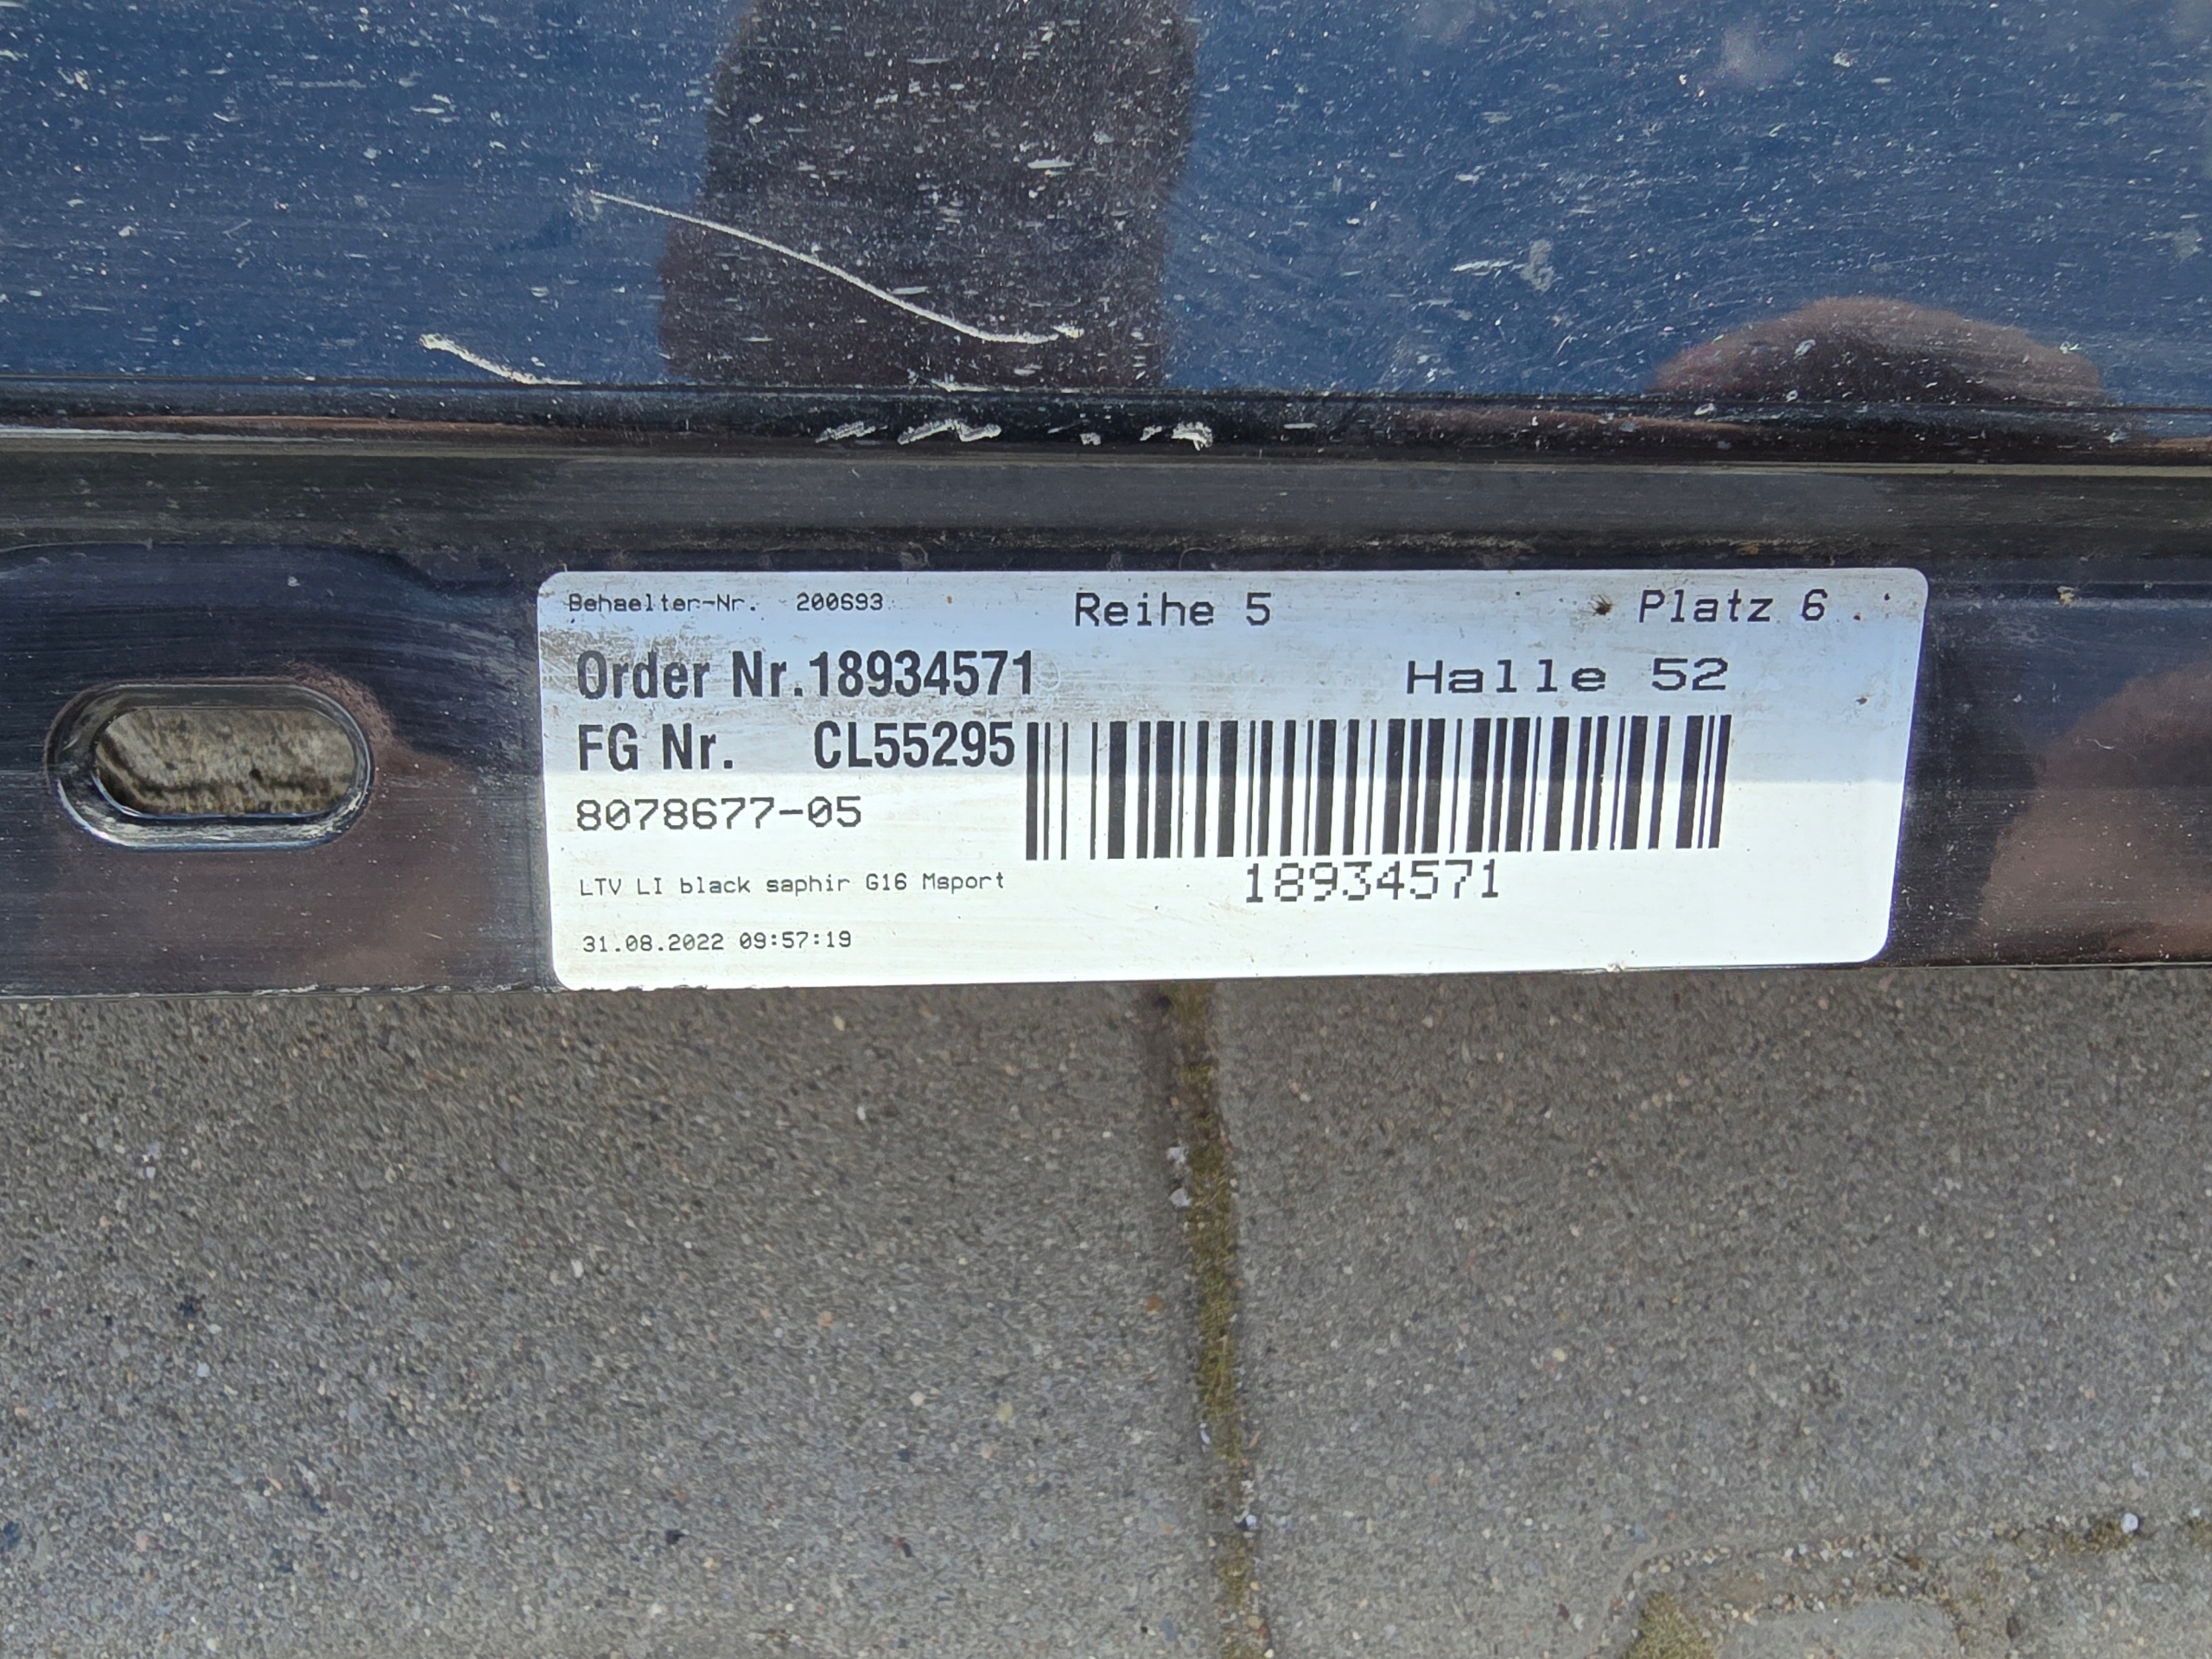 Behaelter-Nr. 200693 Reihe 5 Platz 6
Order Nr.18934571 Halle 52
FG Nr. CL55295
8078677-05
18934571
LTV LI black saphir G16 Msport
31.08.2022 09:57:19